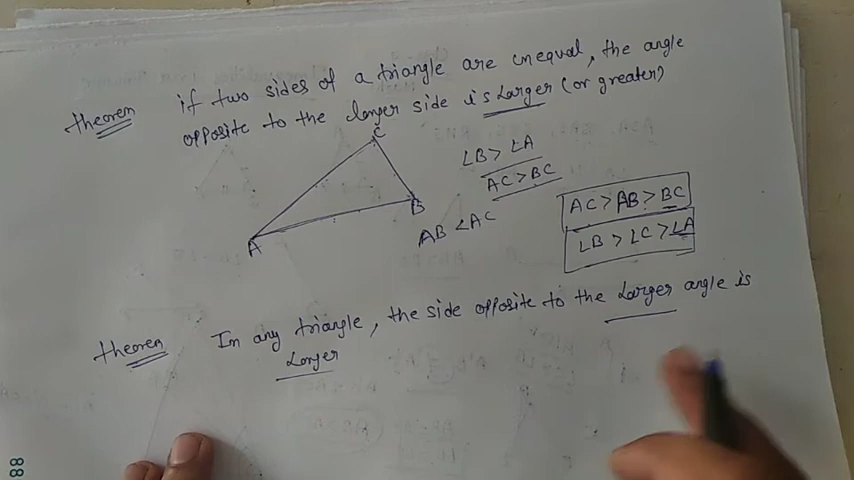 Theorem if two sides of a triangle are unequal, the angle
opposite to the longer side is Larger (or greater)
C
∠B > ∠A
AC > BC
B
A
AB < AC
AC > AB > BC
∠B > ∠C > ∠A
Theorem In any triangle, the side opposite to the Larger angle is
Longer
88